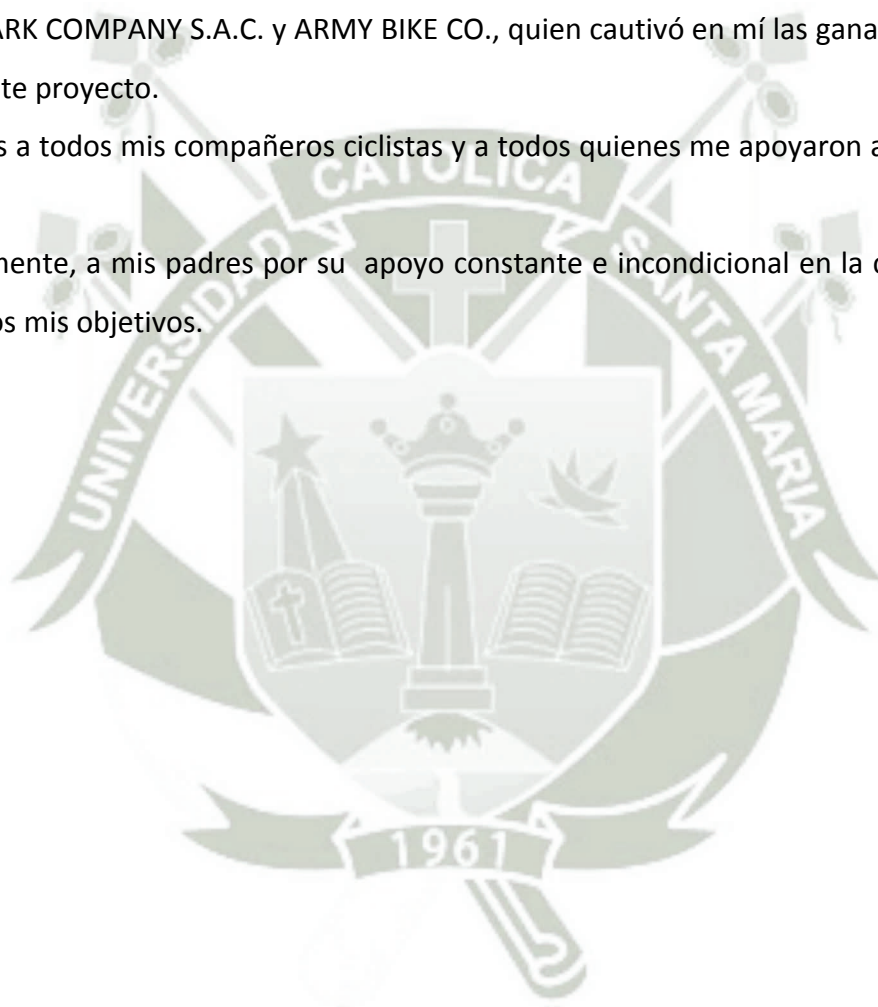 ARK COMPANY S.A.C. y ARMY BIKE CO., quien cautivó en mí las gana
te proyecto.
s a todos mis compañeros ciclistas y a todos quienes me apoyaron a
mente, a mis padres por su apoyo constante e incondicional en la
os mis objetivos.
UNIVERSIDAD CATOLICA SANTA MARIA
1961